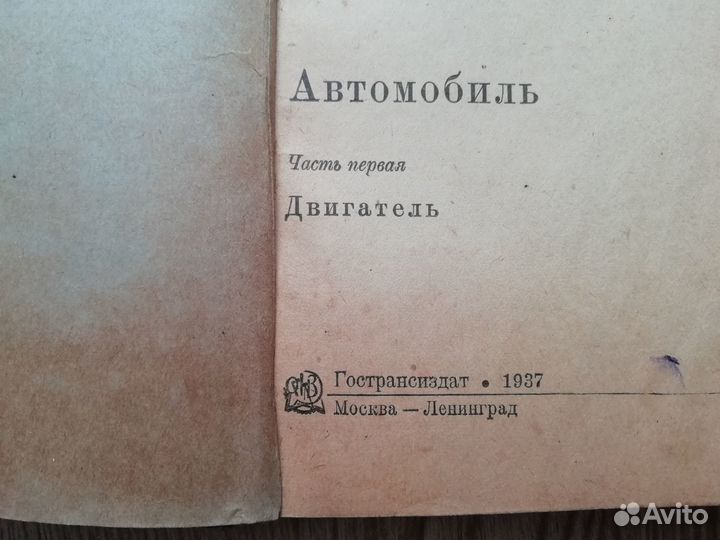 Автомобиль
Часть первая
Двигатель
Гострансиздат • 1937
Москва — Ленинград
Avito